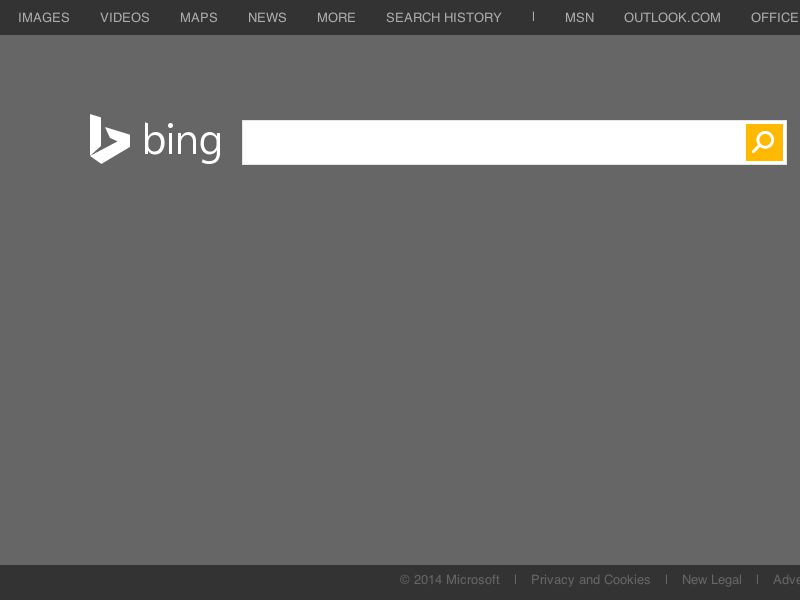 IMAGES VIDEOS MAPS NEWS MORE SEARCH HISTORY | MSN OUTLOOK.COM OFFICE
bing
© 2014 Microsoft | Privacy and Cookies | New Legal | Adve